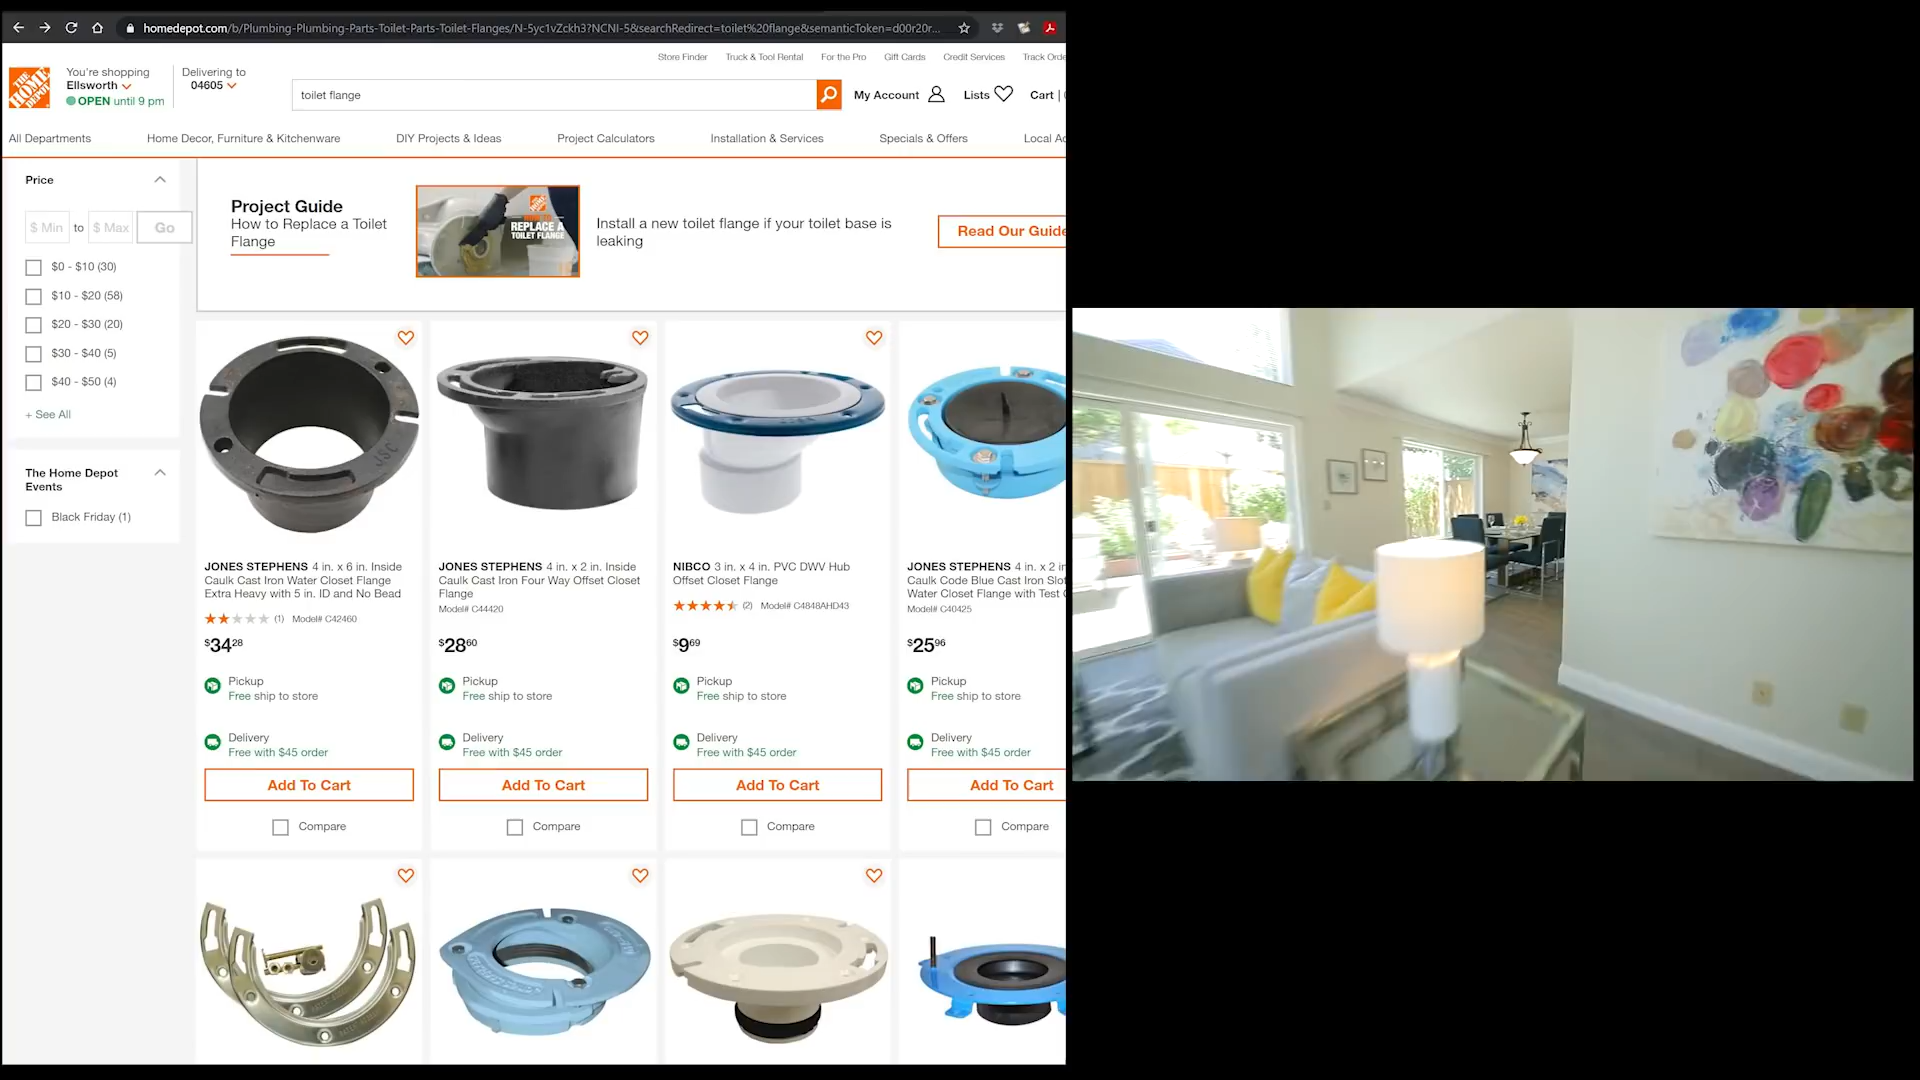 homedepot.com/b/Plumbing-Plumbing-Parts-Toilet-Parts-Toilet-Flanges/N-5yc1vZckh3?NCNI-5&searchRedirect=toilet%20flange&semanticToken=d00r20r...
Store Finder Truck & Tool Rental For the Pro Gift Cards Credit Services Track Orde
THE HOME DEPOT
You're shopping
Ellsworth
OPEN until 9 pm
Delivering to
04605
toilet flange
My Account Lists Cart |
All Departments Home Decor, Furniture & Kitchenware DIY Projects & Ideas Project Calculators Installation & Services Specials & Offers Local Ad
Price
$ Min to $ Max Go
$0 - $10 (30)
$10 - $20 (58)
$20 - $30 (20)
$30 - $40 (5)
$40 - $50 (4)
+ See All
The Home Depot
Events
Black Friday (1)
Project Guide
How to Replace a Toilet
Flange
REPLACE A
TOILET FLANGE
Install a new toilet flange if your toilet base is
leaking
Read Our Guide
JSC
JONES STEPHENS 4 in. x 6 in. Inside
Caulk Cast Iron Water Closet Flange
Extra Heavy with 5 in. ID and No Bead
(1) Model# C42460
$34 28
Pickup
Free ship to store
Delivery
Free with $45 order
Add To Cart
Compare
JONES STEPHENS 4 in. x 2 in. Inside
Caulk Cast Iron Four Way Offset Closet
Flange
Model# C44420
$28 60
Pickup
Free ship to store
Delivery
Free with $45 order
Add To Cart
Compare
NIBCO 3 in. x 4 in. PVC DWV Hub
Offset Closet Flange
(2) Model# C4848AHD43
$9 69
Pickup
Free ship to store
Delivery
Free with $45 order
Add To Cart
Compare
JONES STEPHENS 4 in. x 2 in
Caulk Code Blue Cast Iron Slot
Water Closet Flange with Test C
Model# C40425
$25 96
Pickup
Free ship to store
Delivery
Free with $45 order
Add To Cart
Compare